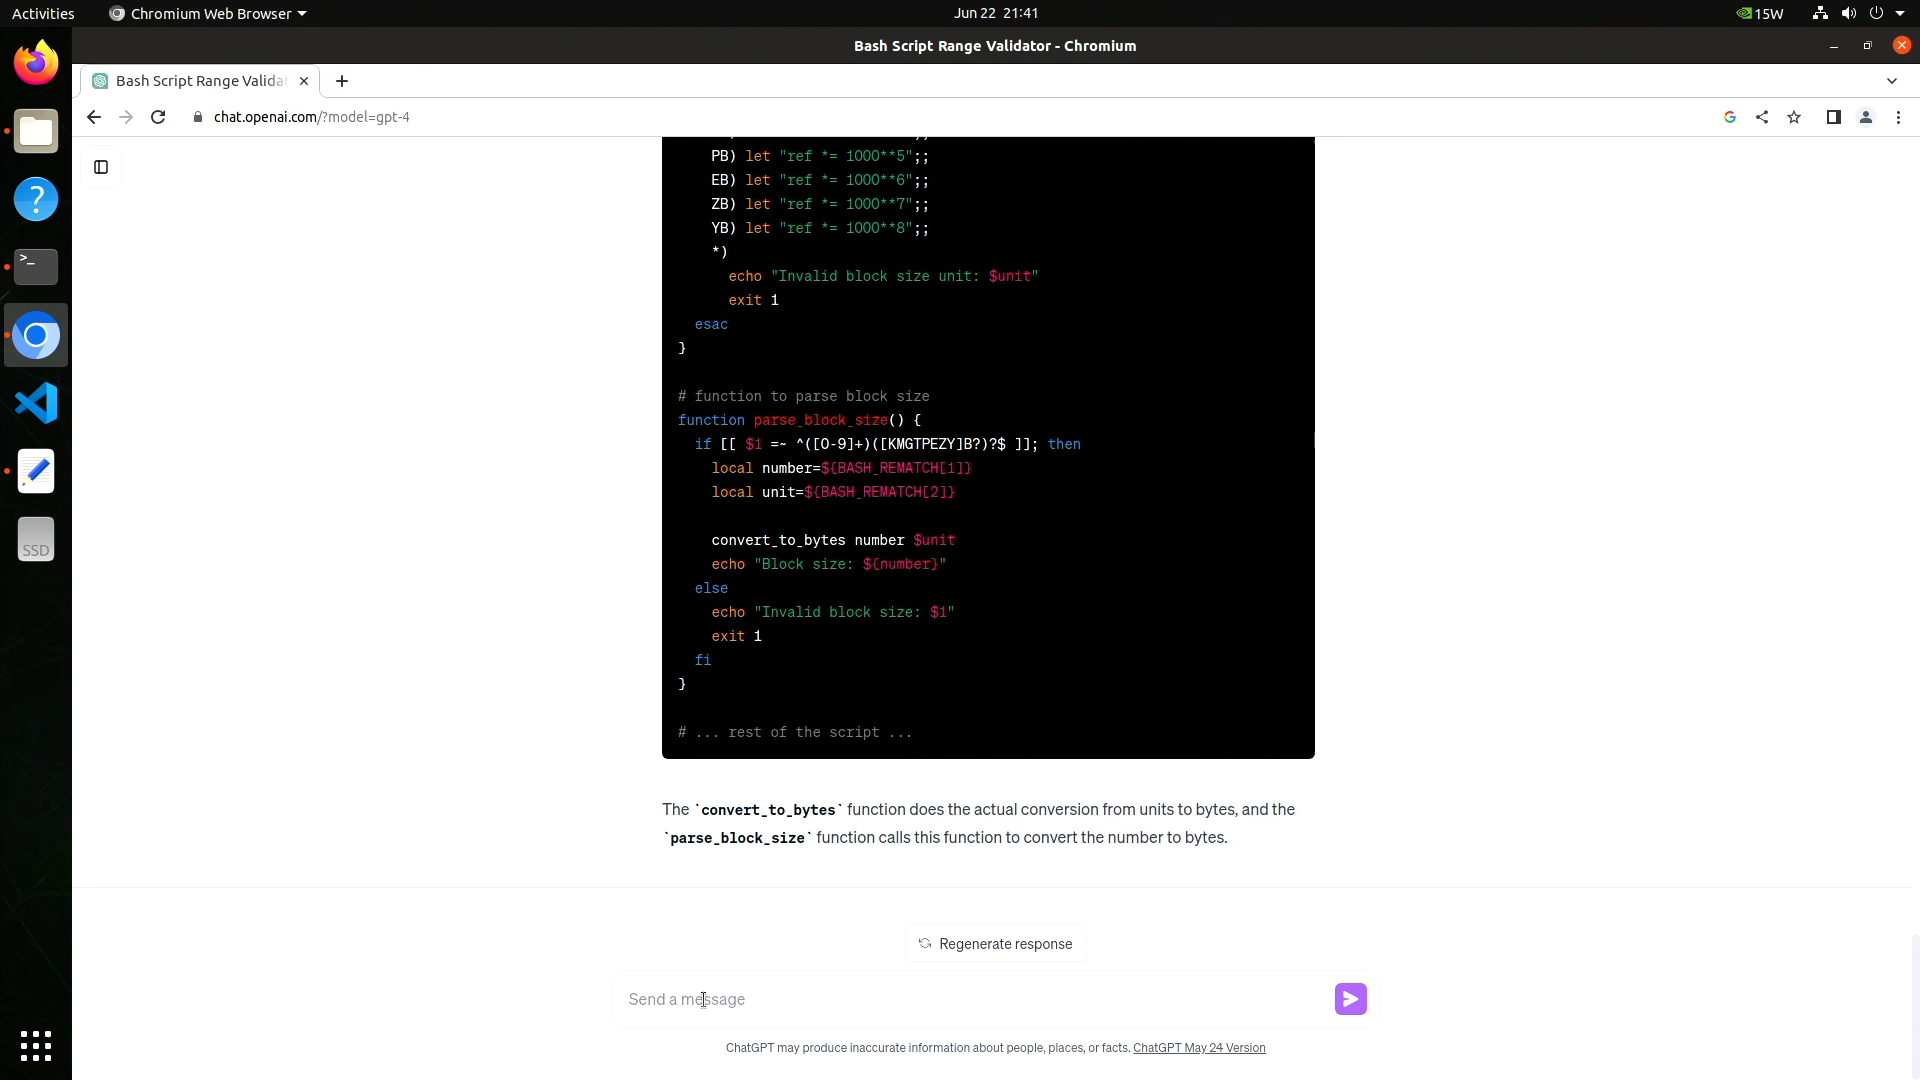 Activities
Chromium Web Browser
Jun 22 21:41
15W
Bash Script Range Validator - Chromium
Bash Script Range Validat
chat.openai.com/?model=gpt-4
PB) let "ref *= 1000**5";;
EB) let "ref *= 1000**6";;
ZB) let "ref *= 1000**7";;
YB) let "ref *= 1000**8";;
*)
echo "Invalid block size unit: $unit"
exit 1
esac
}
# function to parse block size
function parse_block_size() {
if [[ $1 =~ ^([0-9]+)([KMGTPEZY]B?)?$ ]]; then
local number=${BASH_REMATCH[1]}
local unit=${BASH_REMATCH[2]}
convert_to_bytes number $unit
echo "Block size: ${number}"
else
echo "Invalid block size: $1"
exit 1
fi
}
# ... rest of the script ...
The `convert_to_bytes` function does the actual conversion from units to bytes, and the
`parse_block_size` function calls this function to convert the number to bytes.
Regenerate response
Send a message
ChatGPT may produce inaccurate information about people, places, or facts. ChatGPT May 24 Version
SSD